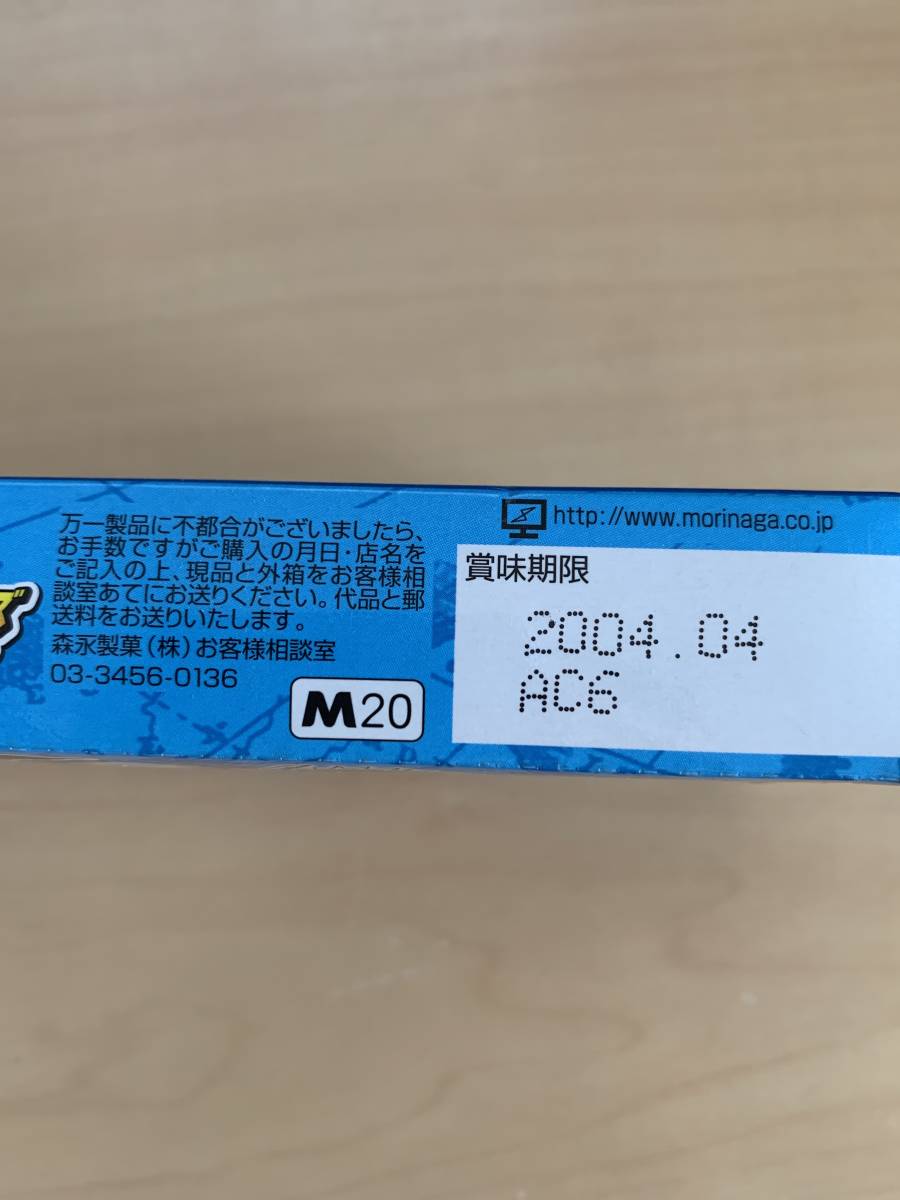 万一製品に不都合がございましたら、
お手数ですがご購入の月日・店名を
ご記入の上、現品と外箱をお客様相
談室あてにお送りください。代品と郵
送料をお送りいたします。
森永製菓(株)お客様相談室
03-3456-0136
M20
http://www.morinaga.co.jp
賞味期限
2004.04
AC6